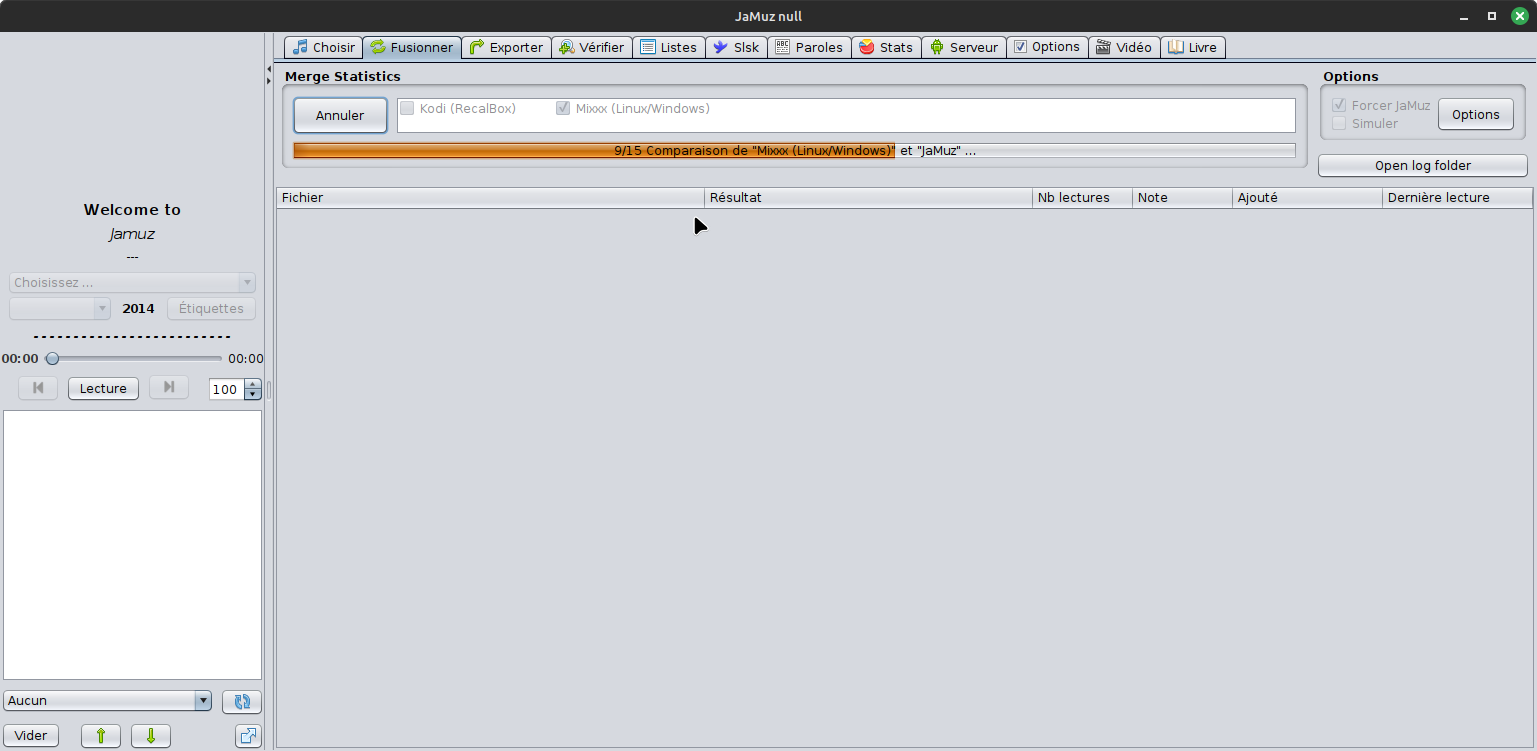 JaMuz null
Choisir Fusionner Exporter Vérifier Listes Slsk ABC Paroles Stats Serveur Options Vidéo Livre
Merge Statistics
Annuler
Kodi (RecalBox) Mixxx (Linux/Windows)
9/15 Comparaison de "Mixxx (Linux/Windows)" et "JaMuz" ...
Options
Forcer JaMuz
Simuler
Options
Open log folder
Fichier Résultat Nb lectures Note Ajouté Dernière lecture
Welcome to
Jamuz
---
Choisissez ...
2014 Étiquettes
-------------------------
00:00 00:00
Lecture 100
Aucun
Vider